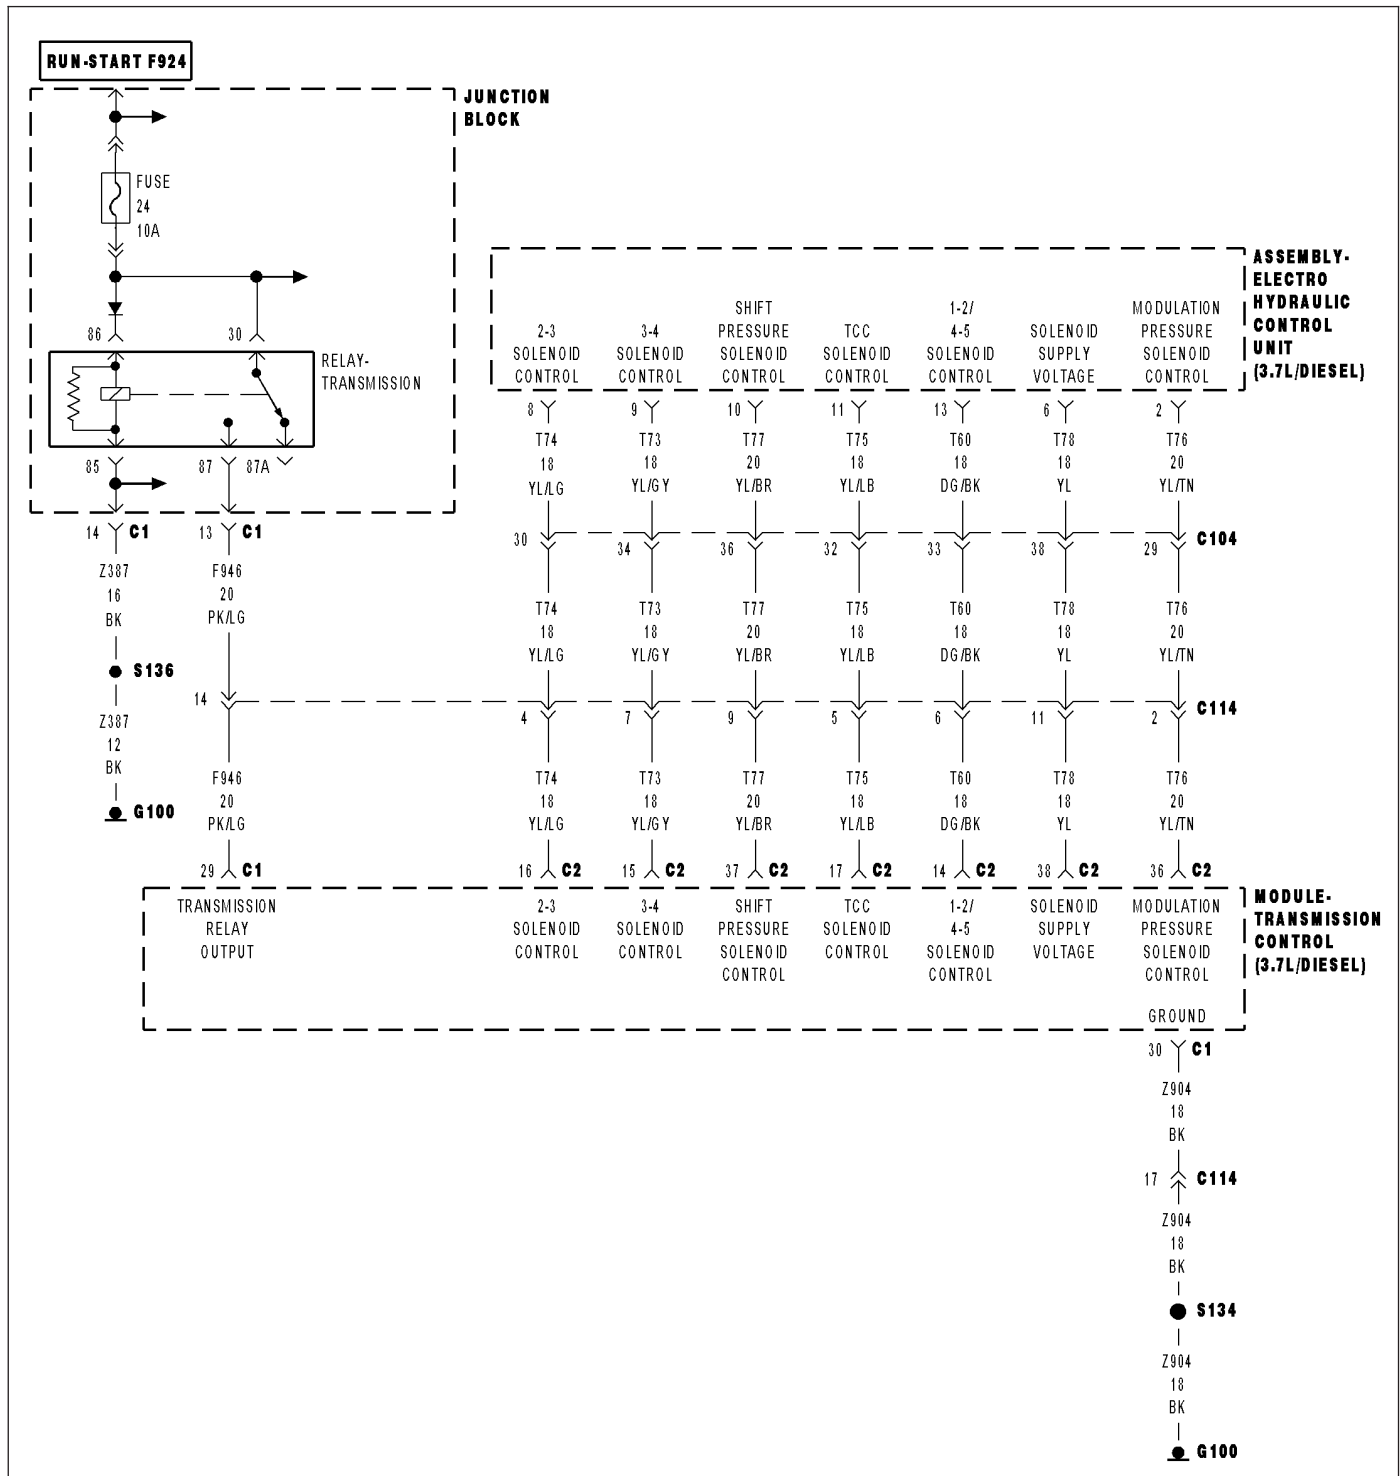 RUN-START F924
JUNCTION
BLOCK
FUSE
24
10A
86
30
RELAY-
TRANSMISSION
85
87
87A
14
C1
13
C1
Z387
16
BK
F946
20
PK/LG
S136
14
Z387
12
BK
F946
20
PK/LG
G100
29
C1
ASSEMBLY-
ELECTRO
HYDRAULIC
CONTROL
UNIT
(3.7L/DIESEL)
2-3
SOLENOID
CONTROL
3-4
SOLENOID
CONTROL
SHIFT
PRESSURE
SOLENOID
CONTROL
TCC
SOLENOID
CONTROL
1-2/
4-5
SOLENOID
CONTROL
SOLENOID
SUPPLY
VOLTAGE
MODULATION
PRESSURE
SOLENOID
CONTROL
8
9
10
11
13
6
2
T74
18
YL/LG
T73
18
YL/GY
T77
20
YL/BR
T75
18
YL/LB
T60
18
DG/BK
T78
18
YL
T76
20
YL/TN
30
34
36
32
33
38
29
C104
T74
18
YL/LG
T73
18
YL/GY
T77
20
YL/BR
T75
18
YL/LB
T60
18
DG/BK
T78
18
YL
T76
20
YL/TN
4
7
9
5
6
11
2
C114
T74
18
YL/LG
T73
18
YL/GY
T77
20
YL/BR
T75
18
YL/LB
T60
18
DG/BK
T78
18
YL
T76
20
YL/TN
16
C2
15
C2
37
C2
17
C2
14
C2
38
C2
36
C2
TRANSMISSION
RELAY
OUTPUT
2-3
SOLENOID
CONTROL
3-4
SOLENOID
CONTROL
SHIFT
PRESSURE
SOLENOID
CONTROL
TCC
SOLENOID
CONTROL
1-2/
4-5
SOLENOID
CONTROL
SOLENOID
SUPPLY
VOLTAGE
MODULATION
PRESSURE
SOLENOID
CONTROL
MODULE-
TRANSMISSION
CONTROL
(3.7L/DIESEL)
GROUND
30
C1
Z904
18
BK
17
C114
Z904
18
BK
S134
Z904
18
BK
G100